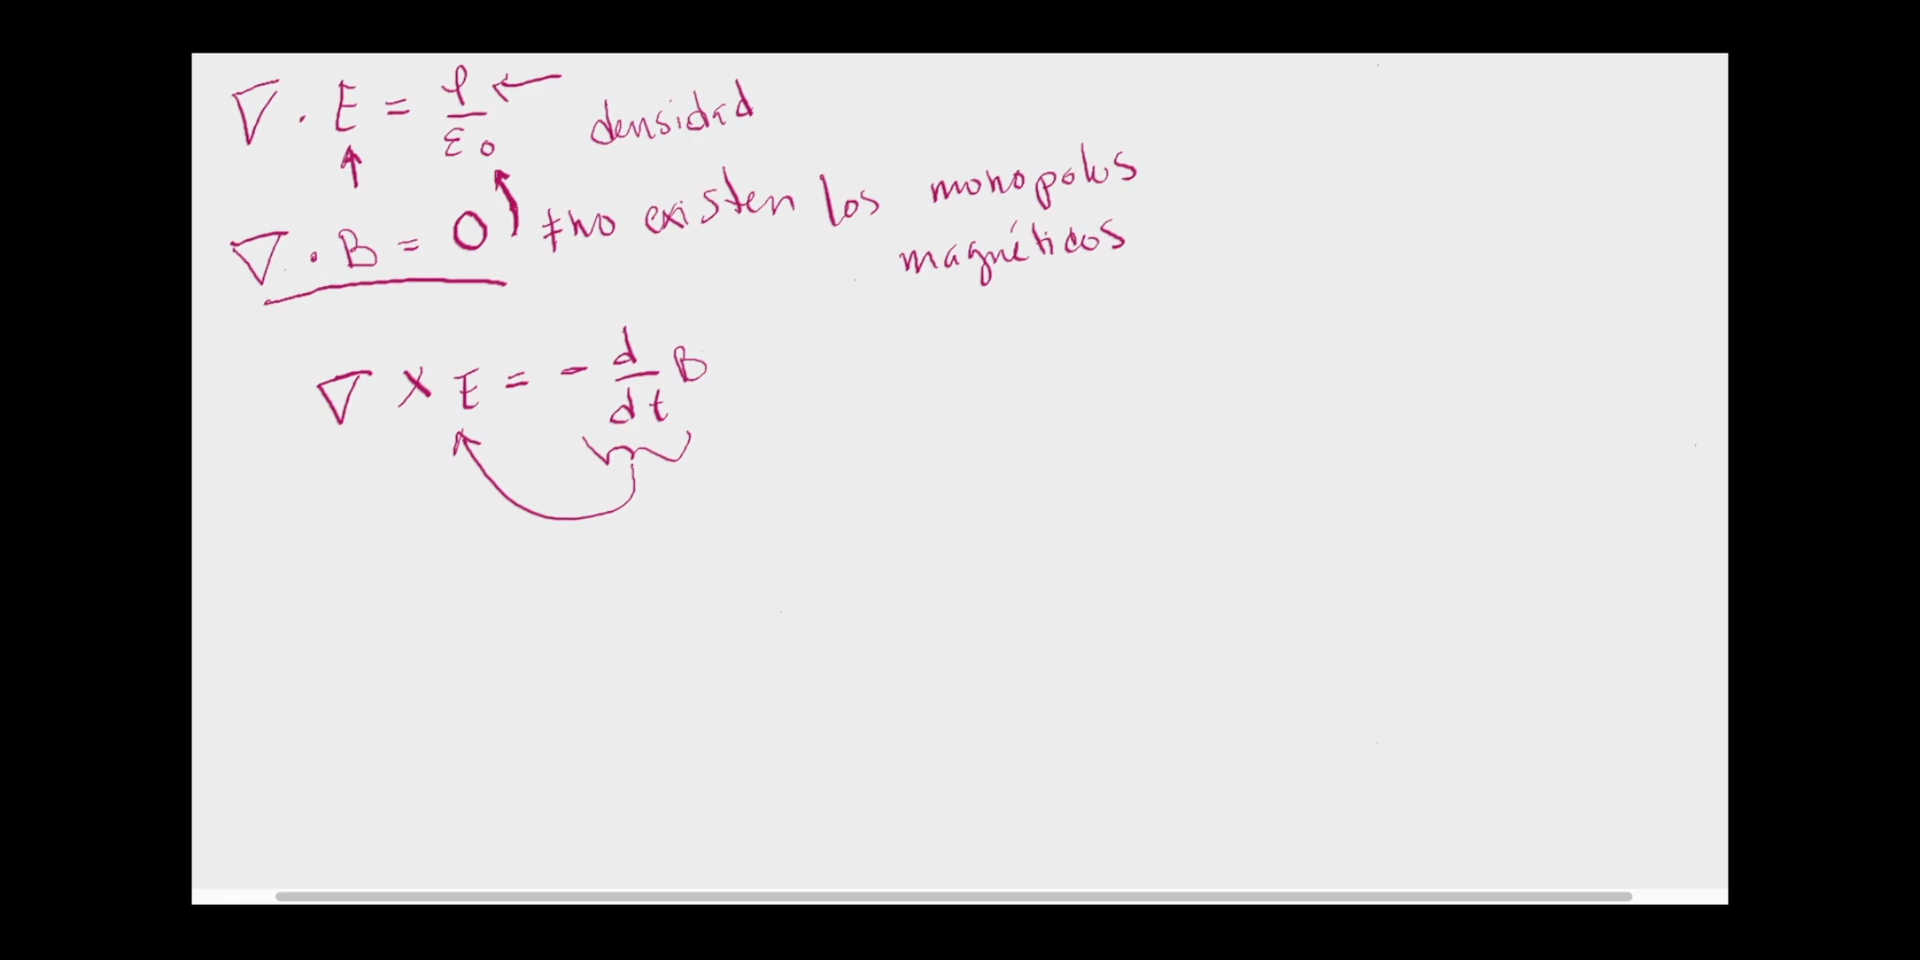 ∇ · E = ρ/ε₀ ← densidad
∇ · B = 0 ‡ no existen los monopolos
magnéticos
∇ × E = - d/dt B